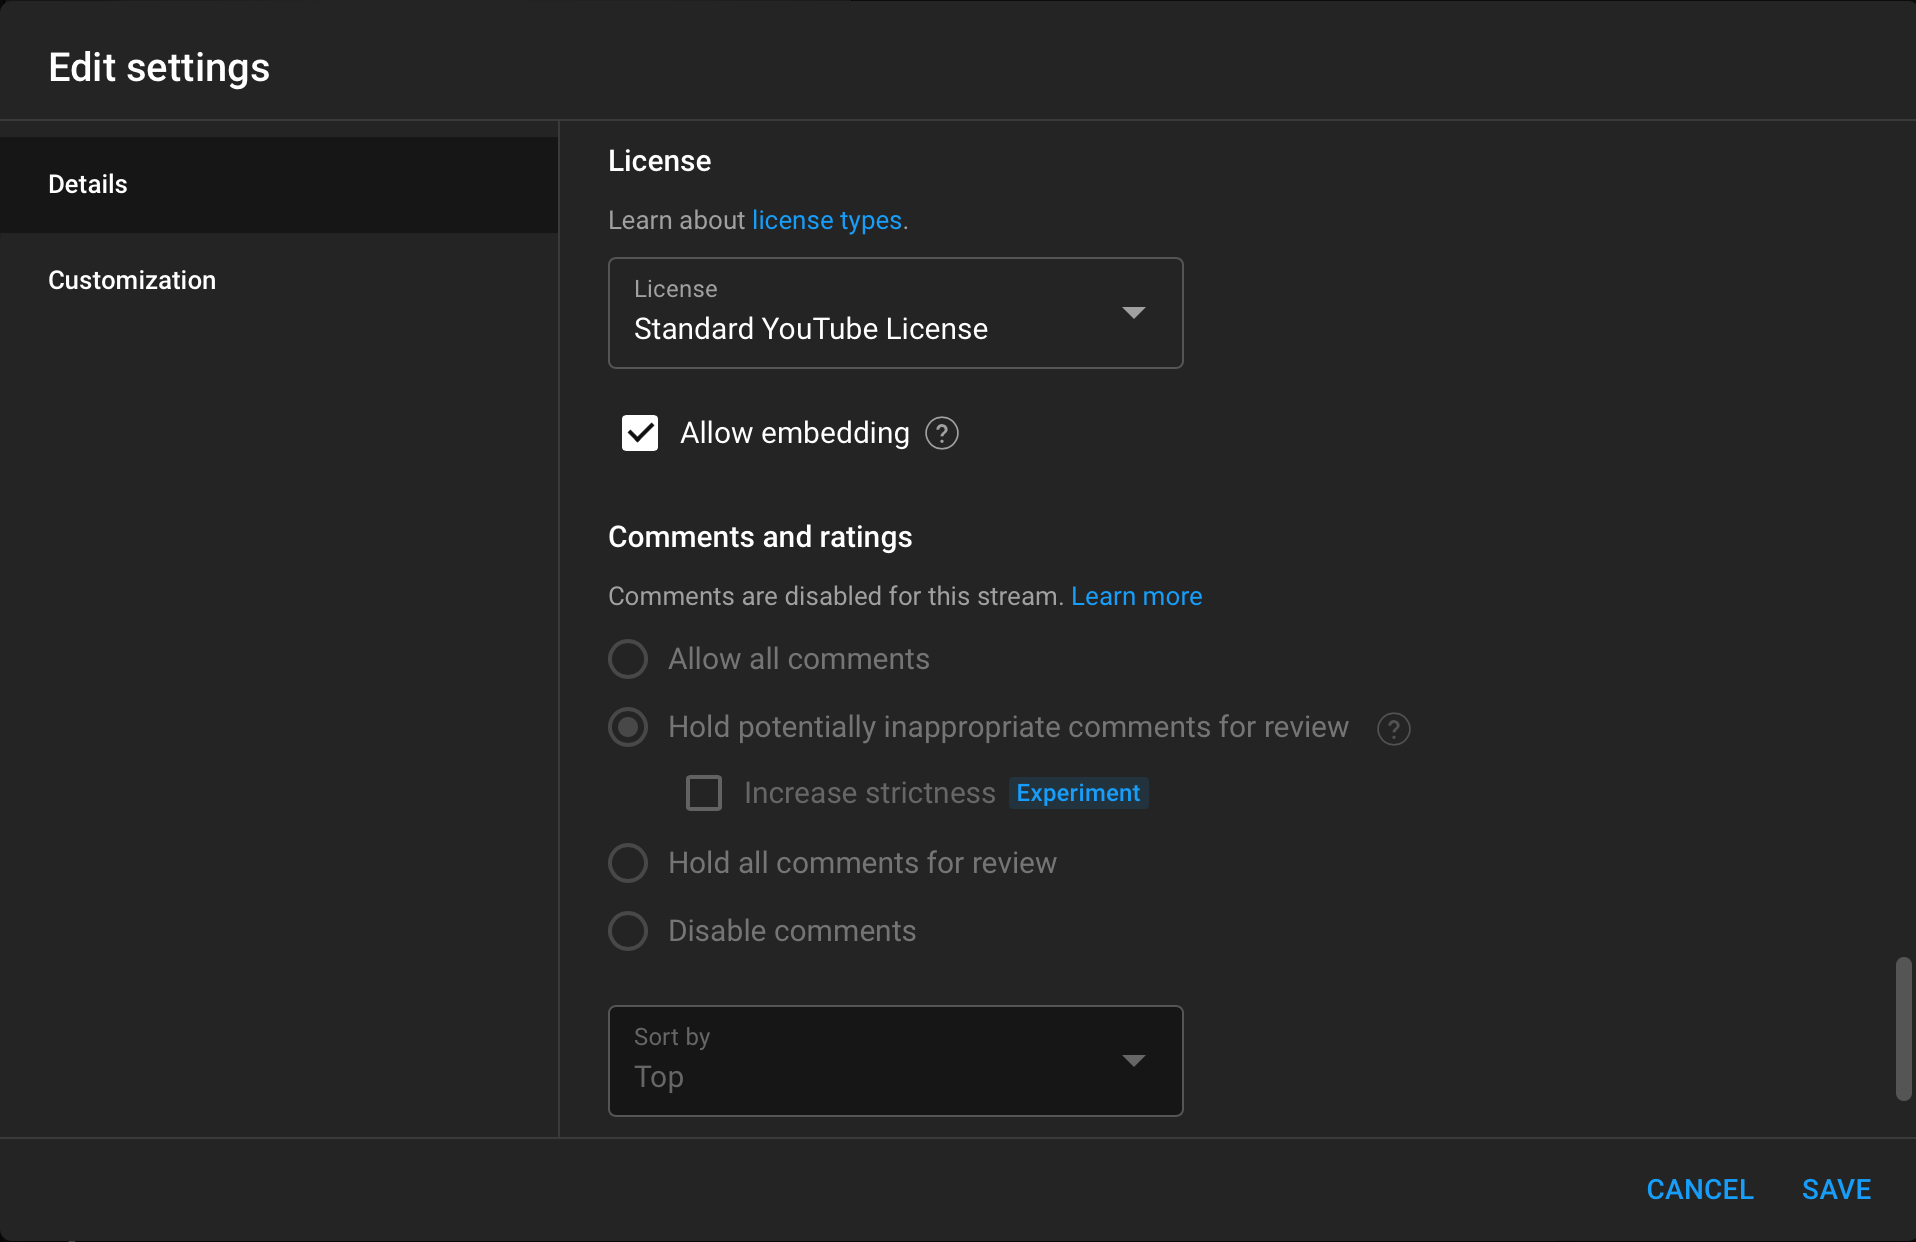 Edit settings
Details
Customization
License
Learn about license types.
License
Standard YouTube License
Allow embedding ?
Comments and ratings
Comments are disabled for this stream. Learn more
Allow all comments
Hold potentially inappropriate comments for review ?
Increase strictness Experiment
Hold all comments for review
Disable comments
Sort by
Top
CANCEL SAVE